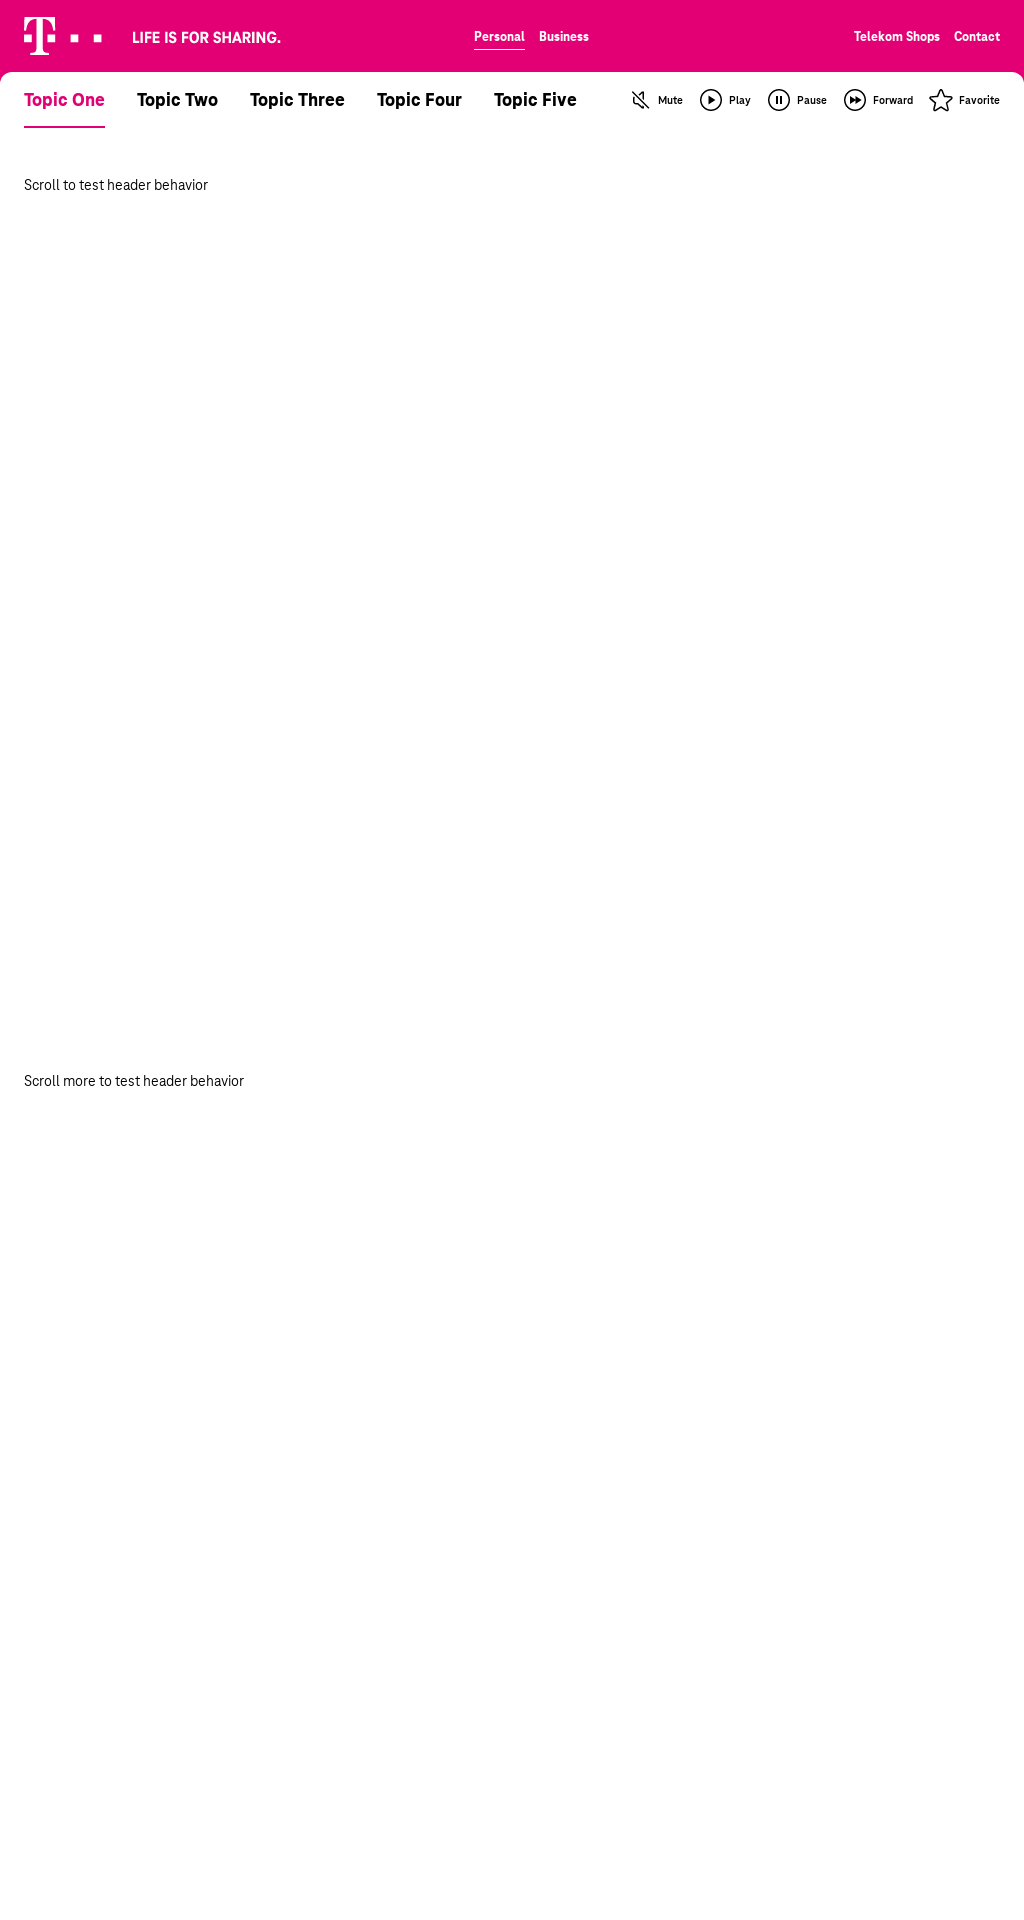 T
LIFE IS FOR SHARING.
Personal Business
Telekom Shops Contact
Topic One Topic Two Topic Three Topic Four Topic Five
Mute Play Pause Forward Favorite
Scroll to test header behavior
Scroll more to test header behavior